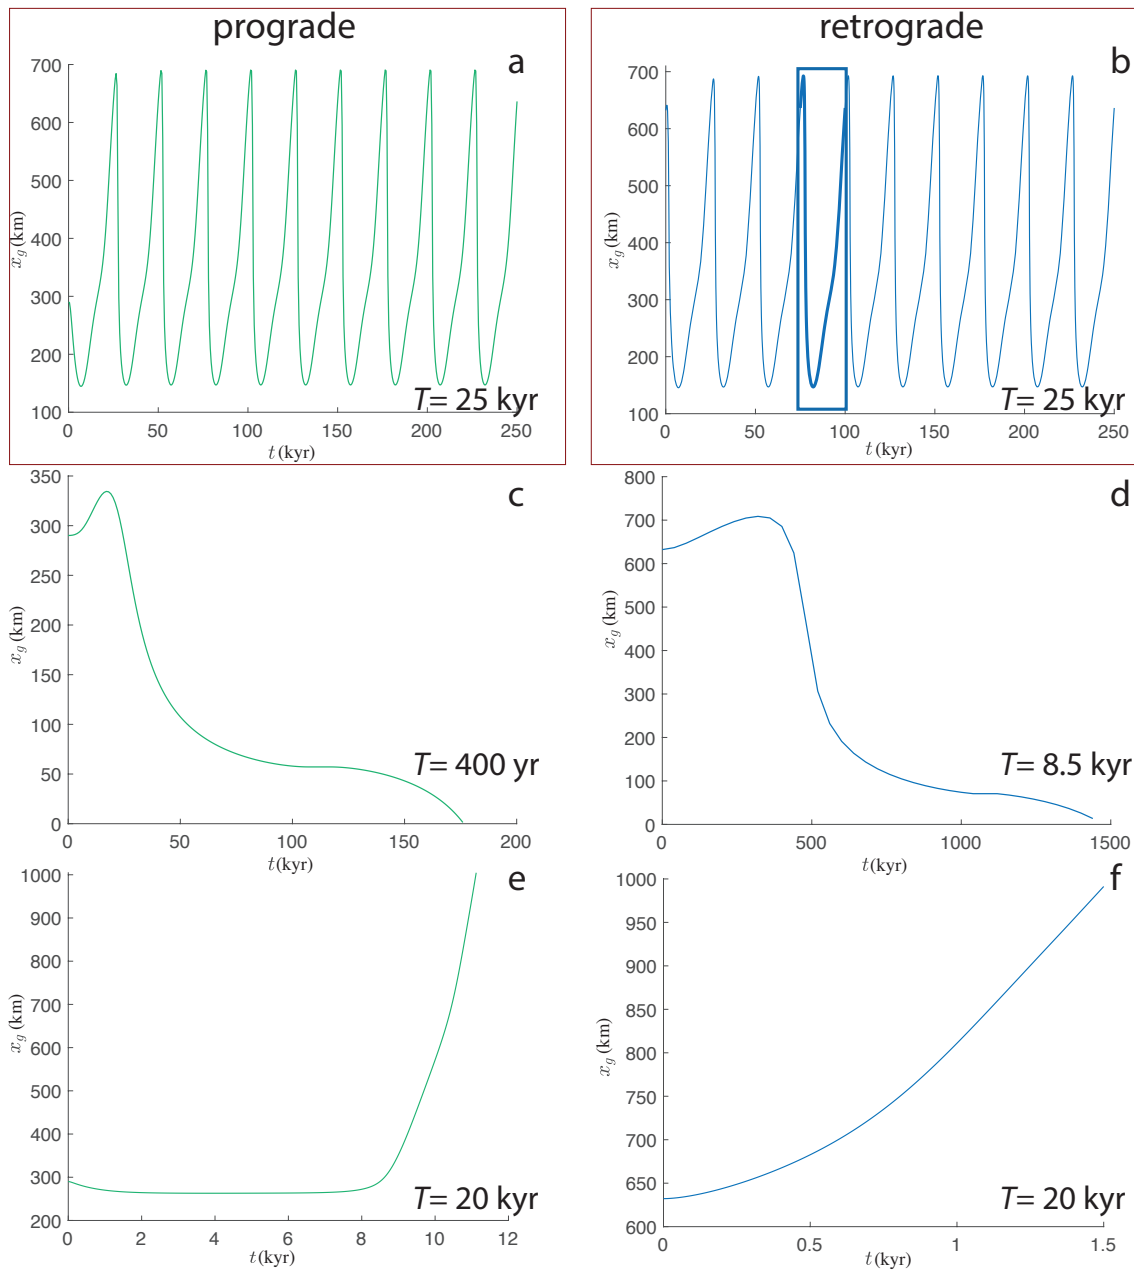 prograde
a
700
600
500
400
300
200
100
x_g (km)
0 50 100 150 200 250
t (kyr)
T= 25 kyr
retrograde
b
700
600
500
400
300
200
100
x_g (km)
0 50 100 150 200 250
t (kyr)
T= 25 kyr
c
350
300
250
200
150
100
50
0
x_g (km)
0 50 100 150 200
t (kyr)
T= 400 yr
d
800
700
600
500
400
300
200
100
0
x_g (km)
0 500 1000 1500
t (kyr)
T= 8.5 kyr
e
1000
900
800
700
600
500
400
300
200
x_g (km)
0 2 4 6 8 10 12
t (kyr)
T= 20 kyr
f
1000
950
900
850
800
750
700
650
600
x_g (km)
0 0.5 1 1.5
t (kyr)
T= 20 kyr